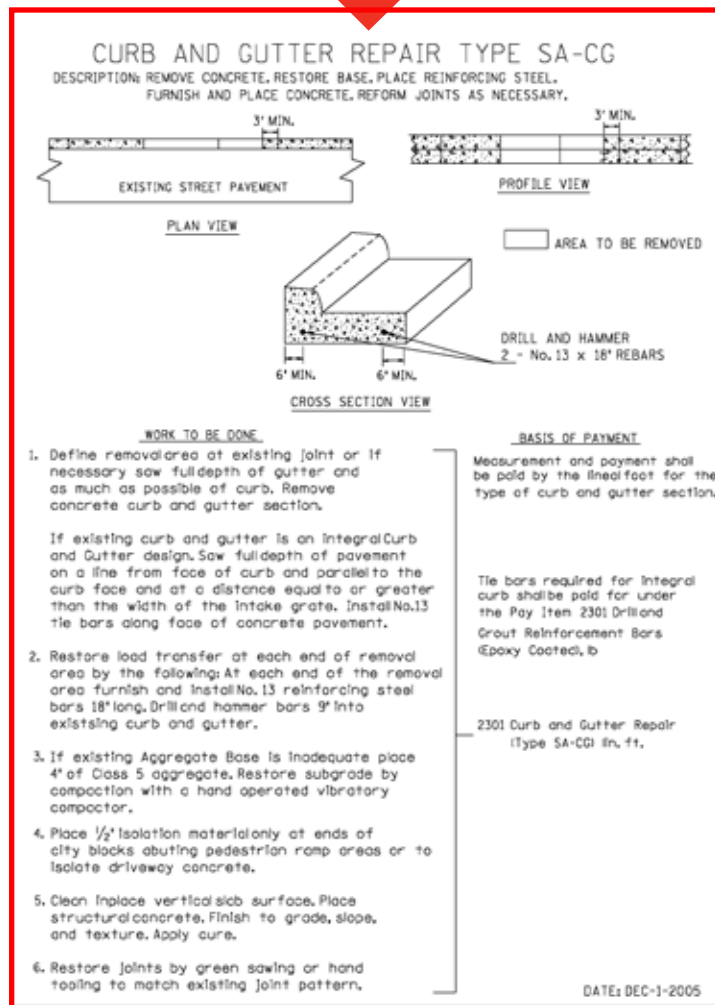 CURB AND GUTTER REPAIR TYPE SA-CG
DESCRIPTION: REMOVE CONCRETE. RESTORE BASE. PLACE REINFORCING STEEL.
FURNISH AND PLACE CONCRETE. REFORM JOINTS AS NECESSARY.
3' MIN.
EXISTING STREET PAVEMENT
PLAN VIEW
3' MIN.
PROFILE VIEW
AREA TO BE REMOVED
DRILL AND HAMMER
2 - No. 13 x 18" REBARS
6" MIN.
6" MIN.
CROSS SECTION VIEW
WORK TO BE DONE
1. Define removal area at existing joint or if
necessary saw full depth of gutter and
as much as possible of curb. Remove
concrete curb and gutter section.
If existing curb and gutter is an integral Curb
and Gutter design. Saw full depth of pavement
on a line from face of curb and parallel to the
curb face and at a distance equal to or greater
than the width of the intake grate. Install No. 13
tie bars along face of concrete pavement.
2. Restore load transfer at each end of removal
area by the following: At each end of the removal
area furnish and install No. 13 reinforcing steel
bars 18" long. Drill and hammer bars 9" into
existsing curb and gutter.
3. If existing Aggregate Base is inadequate place
4" of Class 5 aggregate. Restore subgrade by
compaction with a hand operated vibratory
compactor.
4. Place 1/2" isolation material only at ends of
city blocks abuting pedestrian ramp areas or to
isolate driveway concrete.
5. Clean inplace vertical slab surface. Place
structural concrete. Finish to grade, slope,
and texture. Apply cure.
6. Restore joints by green sawing or hand
tooling to match existing joint pattern.
BASIS OF PAYMENT
Measurement and payment shall
be paid by the lineal foot for the
type of curb and gutter section.
Tie bars required for integral
curb shall be paid for under
the Pay Item 2301 Drill and
Grout Reinforcement Bars
(Epoxy Coated), lb
2301 Curb and Gutter Repair
(Type SA-CG) lin. ft.
DATE: DEC-1-2005